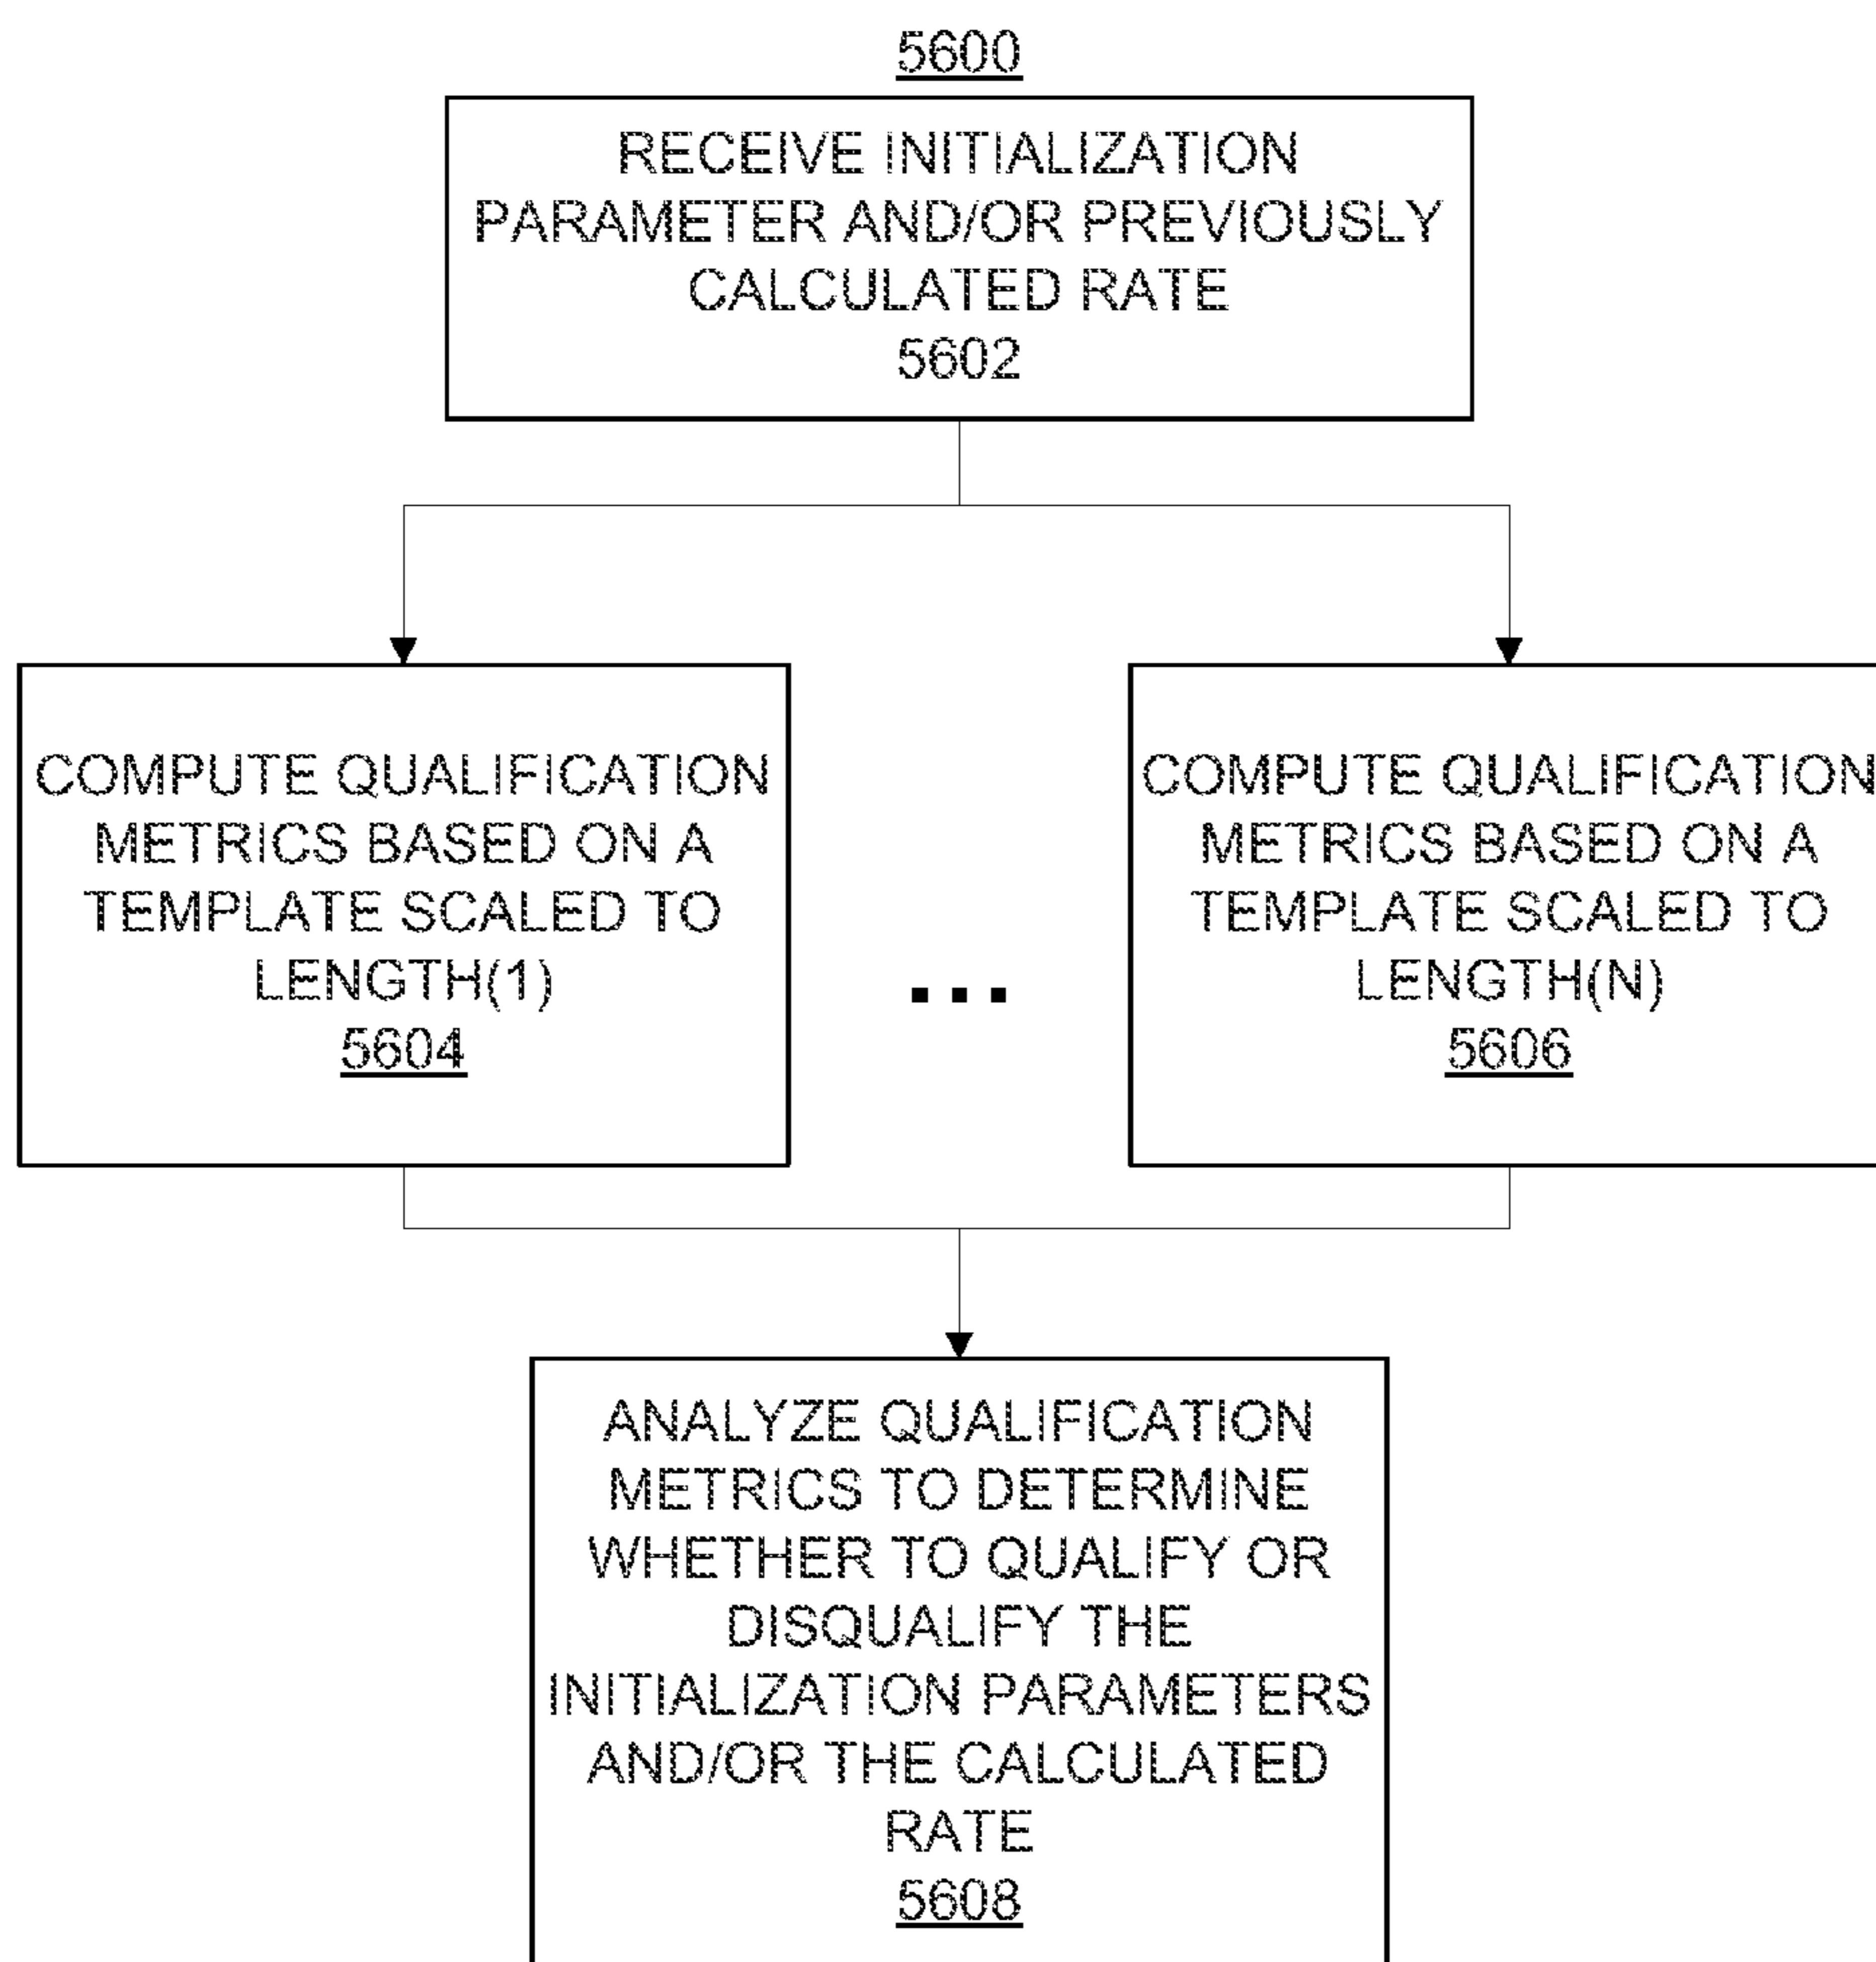 5600
RECEIVE INITIALIZATION
PARAMETER AND/OR PREVIOUSLY
CALCULATED RATE
5602
COMPUTE QUALIFICATION
METRICS BASED ON A
TEMPLATE SCALED TO
LENGTH(1)
5604
...
COMPUTE QUALIFICATION
METRICS BASED ON A
TEMPLATE SCALED TO
LENGTH(N)
5606
ANALYZE QUALIFICATION
METRICS TO DETERMINE
WHETHER TO QUALIFY OR
DISQUALIFY THE
INITIALIZATION PARAMETERS
AND/OR THE CALCULATED
RATE
5608